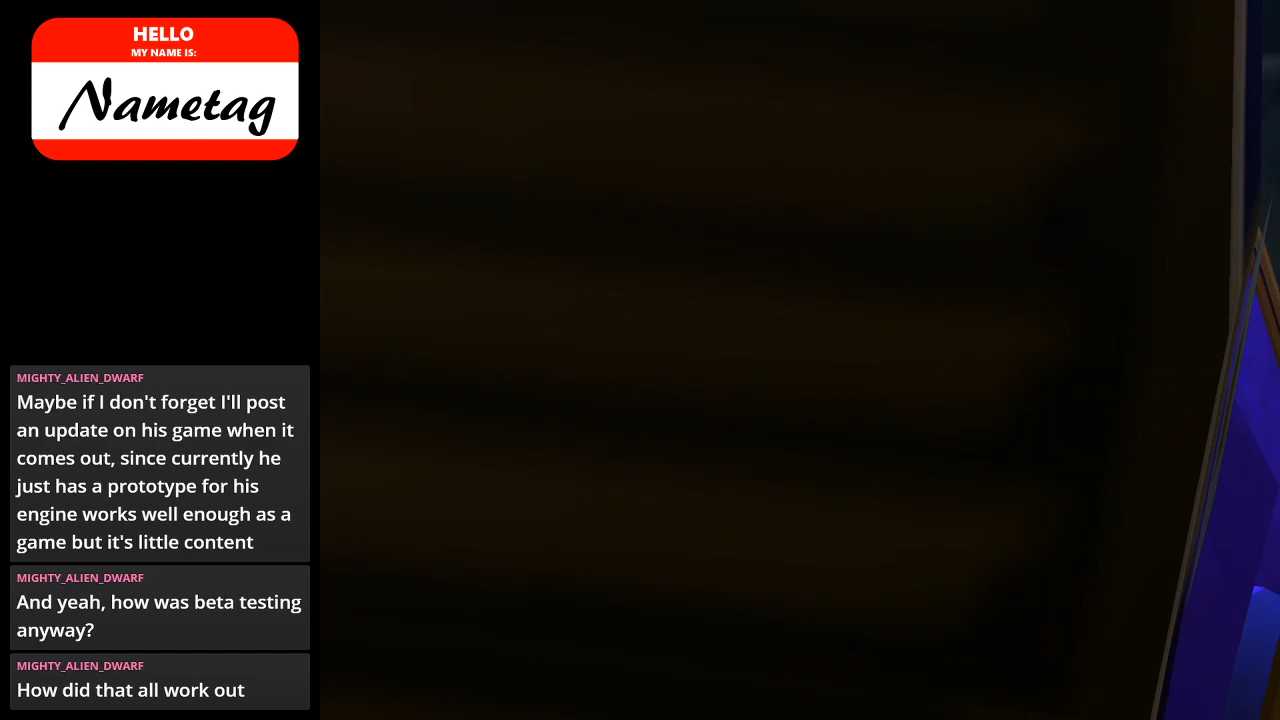 HELLO
MY NAME IS:
Nametag
MIGHTY_ALIEN_DWARF
Maybe if I don't forget I'll post
an update on his game when it
comes out, since currently he
just has a prototype for his
engine works well enough as a
game but it's little content
MIGHTY_ALIEN_DWARF
And yeah, how was beta testing
anyway?
MIGHTY_ALIEN_DWARF
How did that all work out